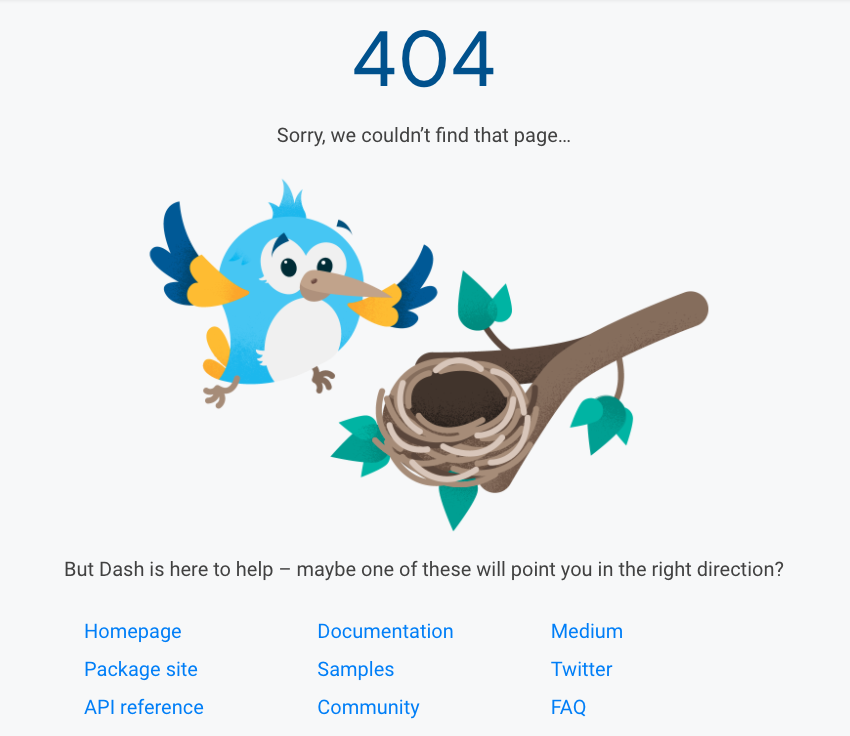 404
Sorry, we couldn’t find that page…
But Dash is here to help – maybe one of these will point you in the right direction?
Homepage
Documentation
Medium
Package site
Samples
Twitter
API reference
Community
FAQ